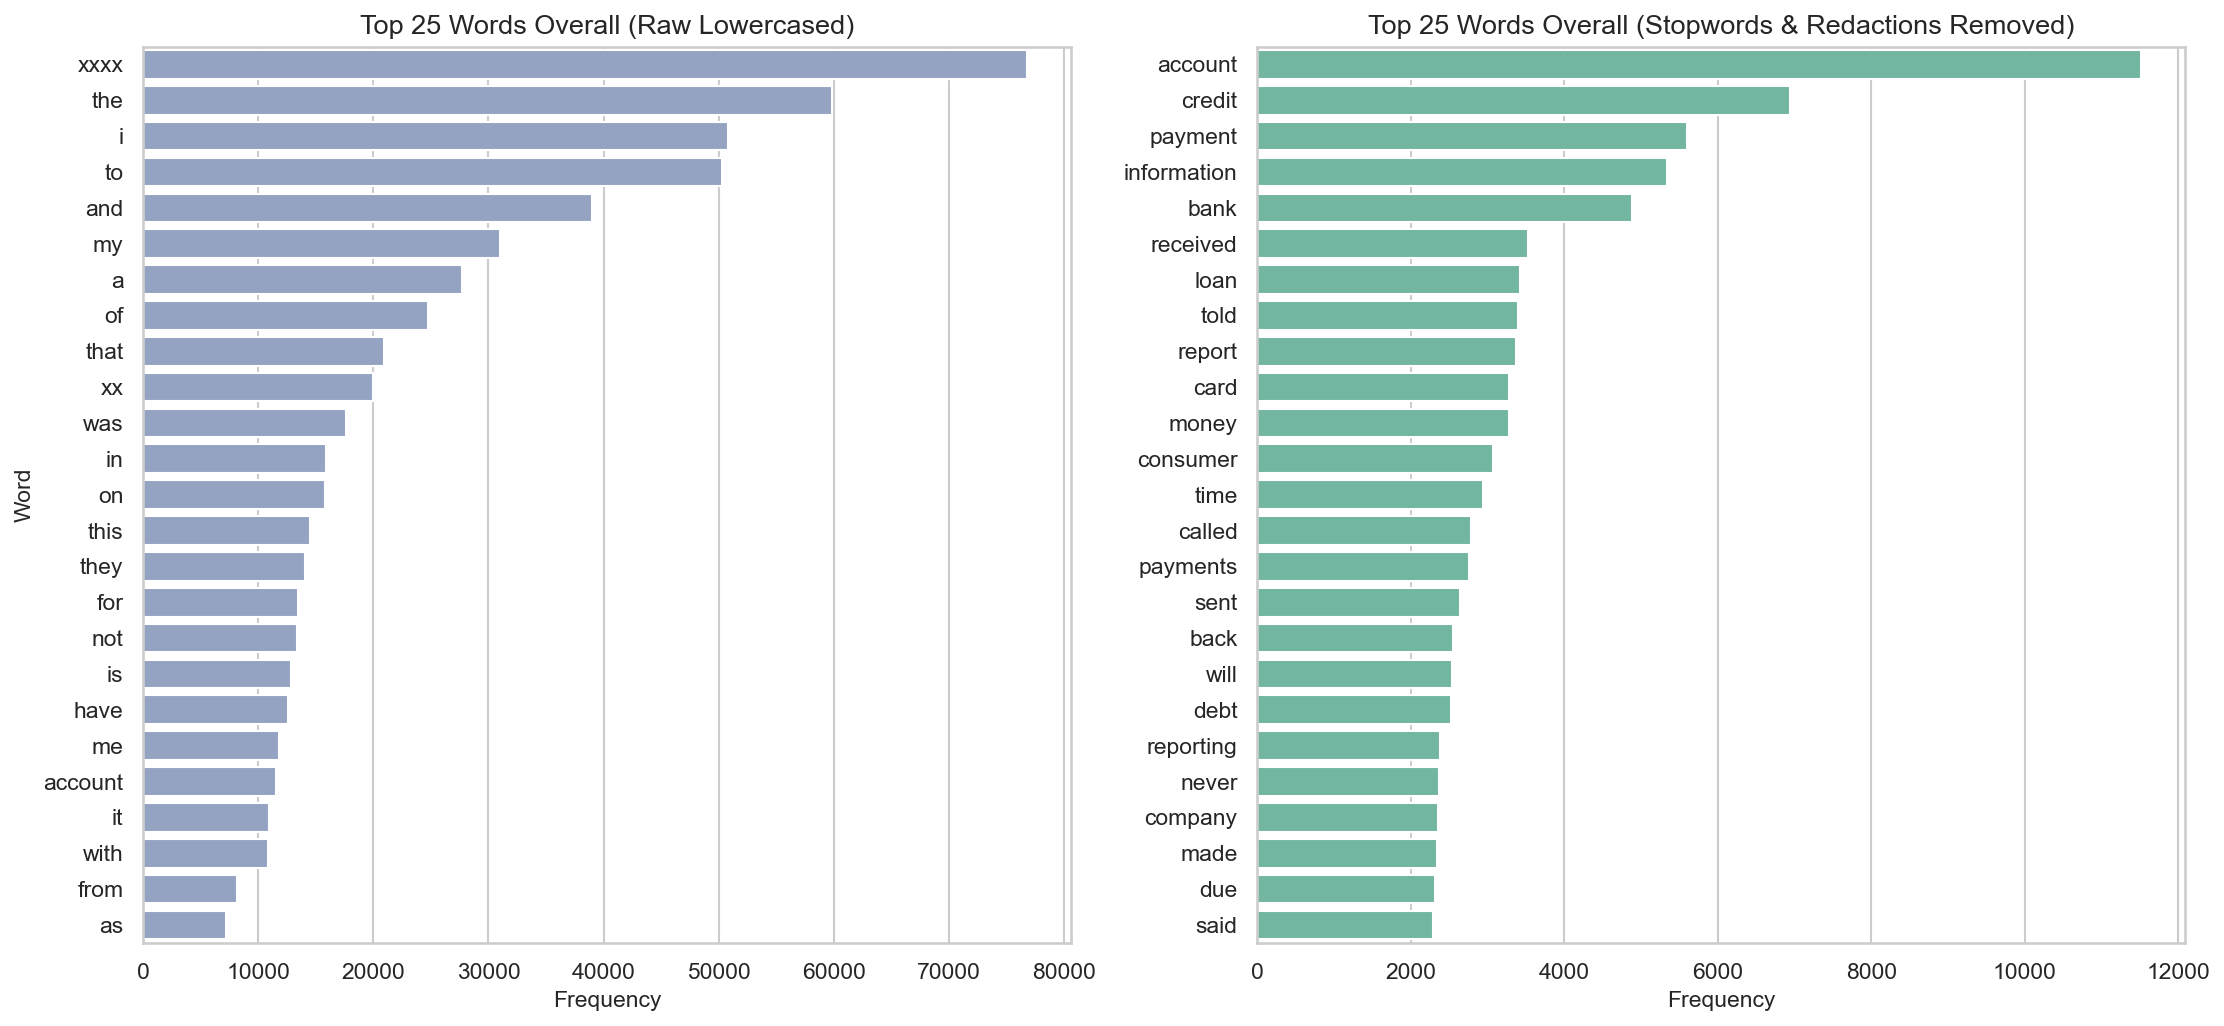 Top 25 Words Overall (Raw Lowercased)
Word
xxxx
the
i
to
and
my
a
of
that
xx
was
in
on
this
they
for
not
is
have
me
account
it
with
from
as
0 10000 20000 30000 40000 50000 60000 70000 80000
Frequency
Top 25 Words Overall (Stopwords & Redactions Removed)
account
credit
payment
information
bank
received
loan
told
report
card
money
consumer
time
called
payments
sent
back
will
debt
reporting
never
company
made
due
said
0 2000 4000 6000 8000 10000 12000
Frequency